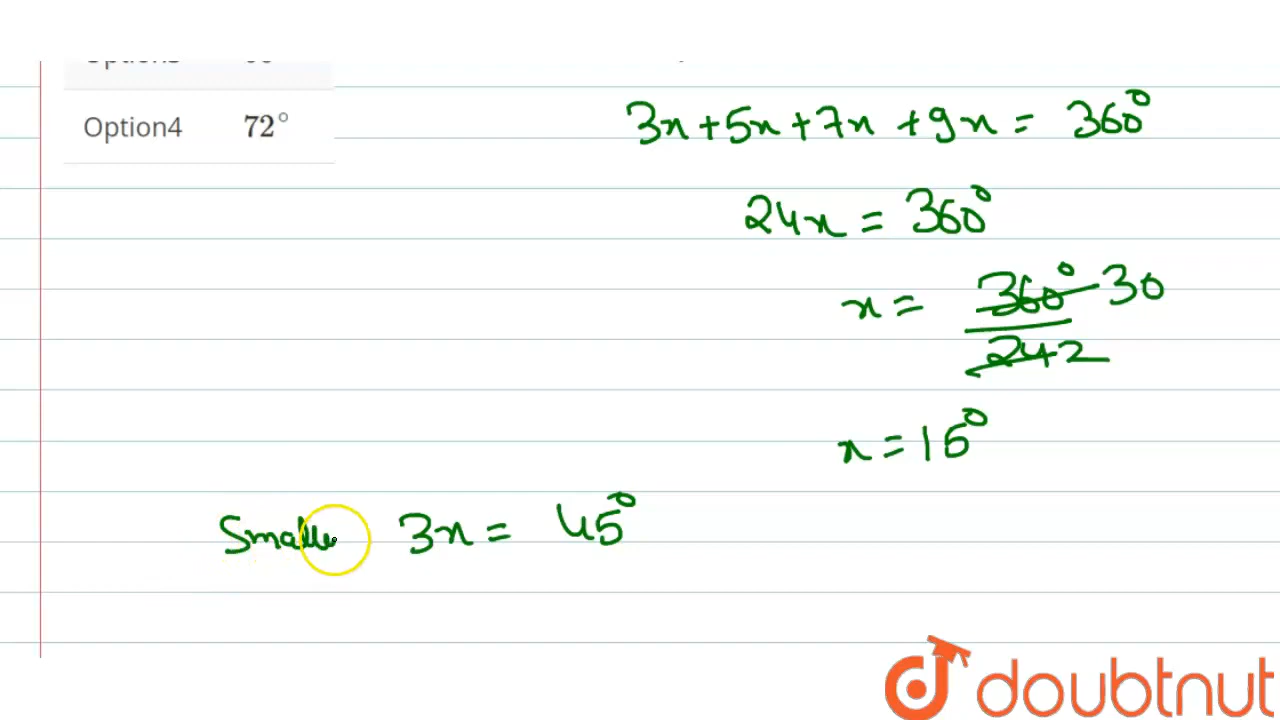 Option4 72°
3x+5x+7x+9x= 360°
24x= 360°
x= 360° 30
24 2
x=15°
Smalle 3x= 45°
doubtnut